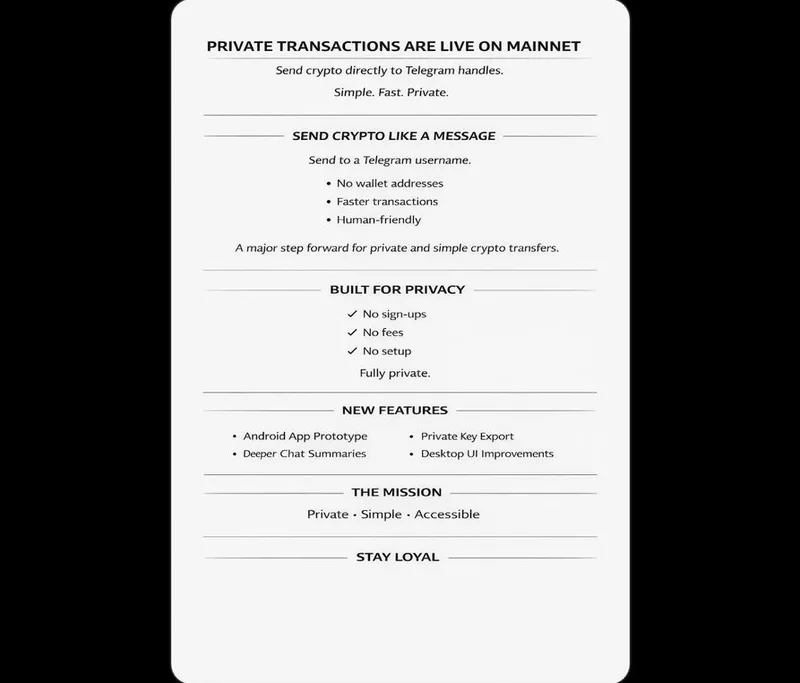 PRIVATE TRANSACTIONS ARE LIVE ON MAINNET
Send crypto directly to Telegram handles.
Simple. Fast. Private.
SEND CRYPTO LIKE A MESSAGE
Send to a Telegram username.
• No wallet addresses
• Faster transactions
• Human-friendly
A major step forward for private and simple crypto transfers.
BUILT FOR PRIVACY
✓ No sign-ups
✓ No fees
✓ No setup
Fully private.
NEW FEATURES
• Android App Prototype
• Deeper Chat Summaries
• Private Key Export
• Desktop UI Improvements
THE MISSION
Private • Simple • Accessible
STAY LOYAL